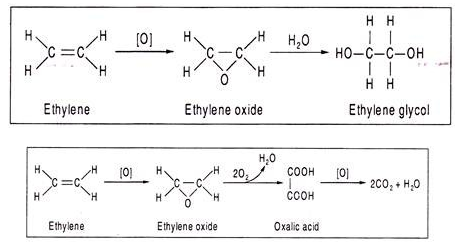 H H [O] H H H₂O H H
C=C C—C HO—C—C—OH
H H H O H H H
Ethylene Ethylene oxide Ethylene glycol
H H [O] H H 2O₂ H₂O COOH [O] 2CO₂ + H₂O
C=C C—C COOH
H H H O H
Ethylene Ethylene oxide Oxalic acid